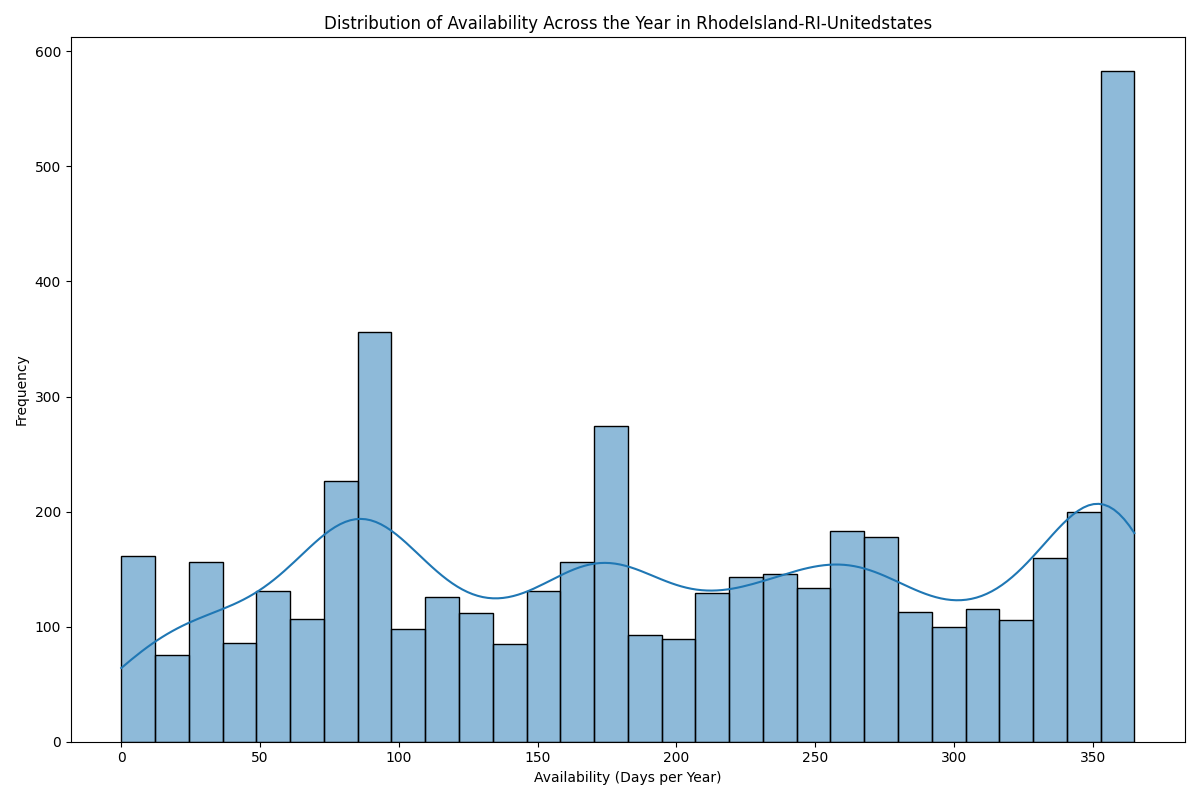 Distribution of Availability Across the Year in RhodeIsland-RI-Unitedstates
600
500
400
300
200
100
0
Frequency
0 50 100 150 200 250 300 350
Availability (Days per Year)